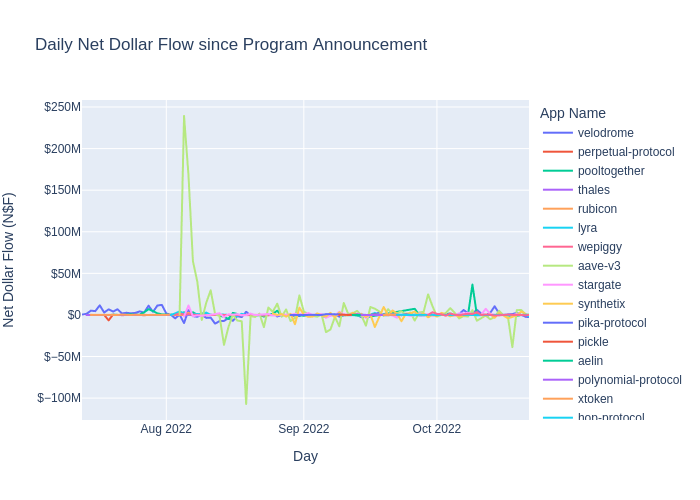 Daily Net Dollar Flow since Program Announcement
Net Dollar Flow (N$F)
$250M
$200M
$150M
$100M
$50M
$0
$−50M
$−100M
Aug 2022
Sep 2022
Oct 2022
Day
App Name
velodrome
perpetual-protocol
pooltogether
thales
rubicon
lyra
wepiggy
aave-v3
stargate
synthetix
pika-protocol
pickle
aelin
polynomial-protocol
xtoken
hop-protocol